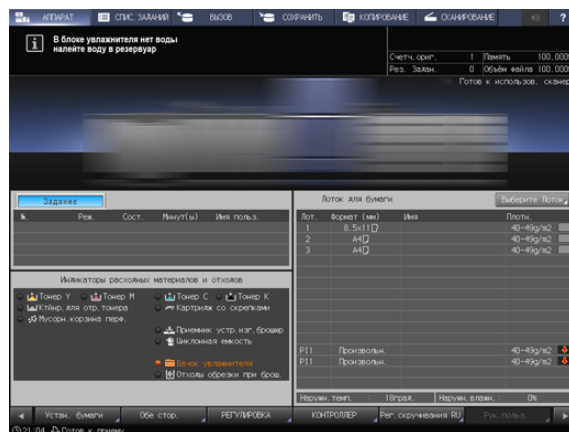 АППАРАТ
СПИС. ЗАДАНИЙ
ВЫЗОВ
СОХРАНИТЬ
КОПИРОВАНИЕ
СКАНИРОВАНИЕ
?
В блоке увлажнителя нет воды
налейте воду в резервуар
Счетч.ориг. 1 Память 100.000
Рез. Задан. 0 Объём файла 100.000
Готов к использов. сканер
Задание
№. Реж. Сост. Минут(ы) Имя польз.
Индикаторы расходных материалов и отходов
Тонер Y Тонер M Тонер C Тонер K
Ктйнр.для отр.тонера Картридж со скрепками
Мусорн.корзина перф.
Приемник устр.изг.брошюр
Циклонная емкость
Бачок увлажнителя
Отходы обрезки при брош.
Лоток для бумаги Выберите Лоток
Лот. Формат (мм) Имя Плотн.
1 8.5x11 40-49g/m2
2 A4 40-49g/m2
3 A4 40-49g/m2
PI1 Произвольн. 40-49g/m2
PI1 Произвольн. 40-49g/m2
Наружн.темп. : 18град. Наружн.влажн. : 0%
Устан. бумаги
Обе стор.
РЕГУЛИРОВКА
КОНТРОЛЛЕР
Рег.скручивания RU
Рук.польз.
21:04 Готов к приему